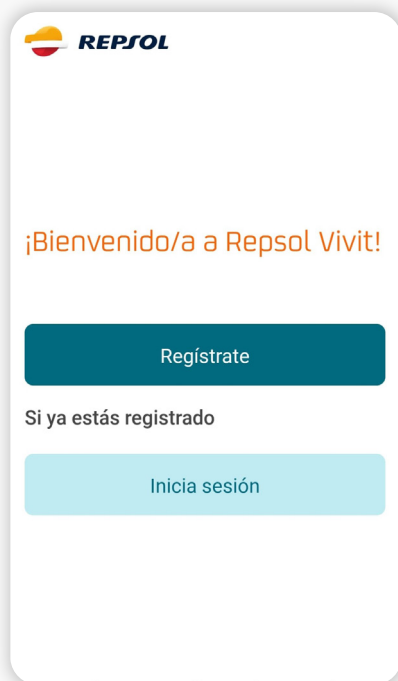 REPSOL
¡Bienvenido/a a Repsol Vivit!
Regístrate
Si ya estás registrado
Inicia sesión